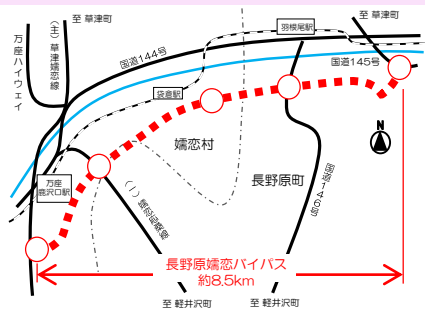 至 草津町
至 草津町
万座ハイウェイ
(主)草津嬬恋線
国道144号
羽根尾駅
国道145号
袋倉駅
嬬恋村
長野原町
N
万座
鹿沢口駅
国道146号
長野原嬬恋バイパス
約8.5km
至 軽井沢町
至 軽井沢町